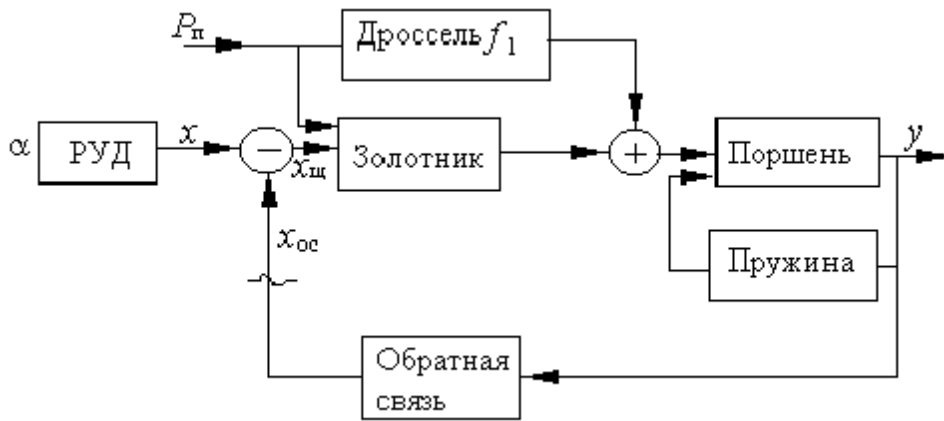 Pп
Дроссель f1
α
РУД
x
−
xщ
Золотник
+
Поршень
y
xос
Пружина
Обратная
связь